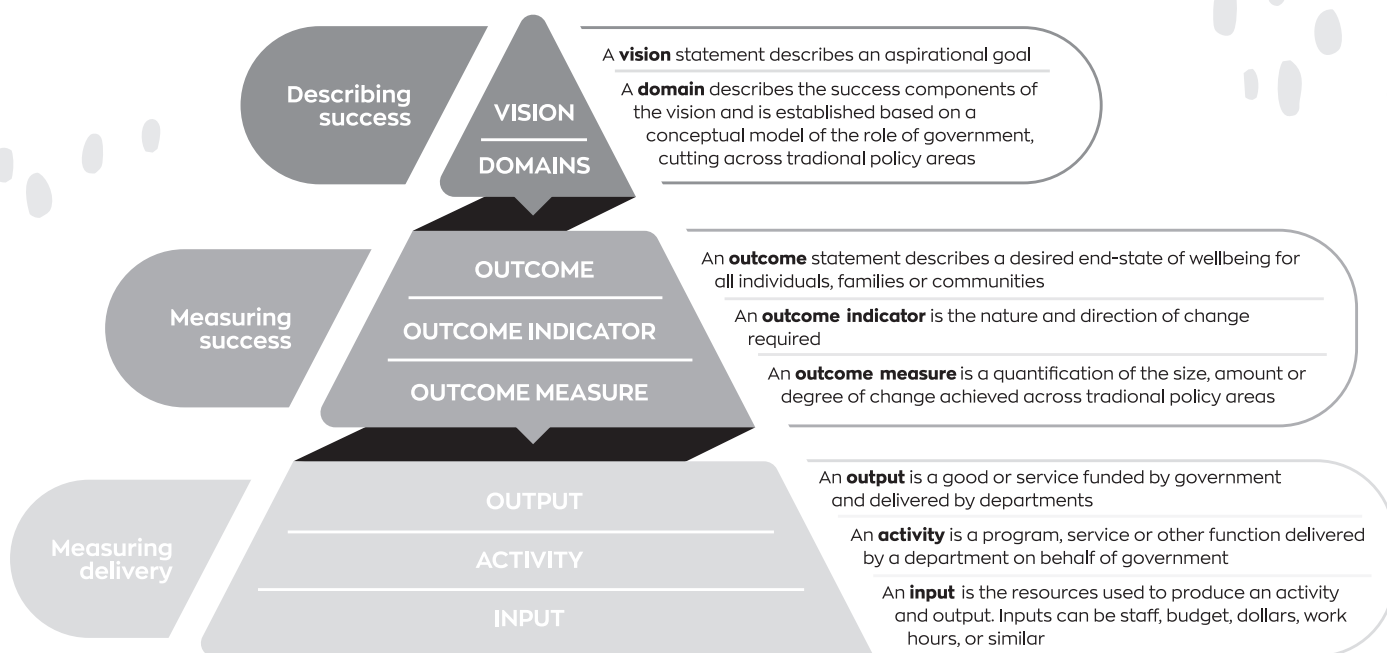 Describing
success
VISION
DOMAINS
A vision statement describes an aspirational goal
A domain describes the success components of
the vision and is established based on a
conceptual model of the role of government,
cutting across tradional policy areas
Measuring
success
OUTCOME
OUTCOME INDICATOR
OUTCOME MEASURE
An outcome statement describes a desired end-state of wellbeing for
all individuals, families or communities
An outcome indicator is the nature and direction of change
required
An outcome measure is a quantification of the size, amount or
degree of change achieved across tradional policy areas
Measuring
delivery
OUTPUT
ACTIVITY
INPUT
An output is a good or service funded by government
and delivered by departments
An activity is a program, service or other function delivered
by a department on behalf of government
An input is the resources used to produce an activity
and output. Inputs can be staff, budget, dollars, work
hours, or similar